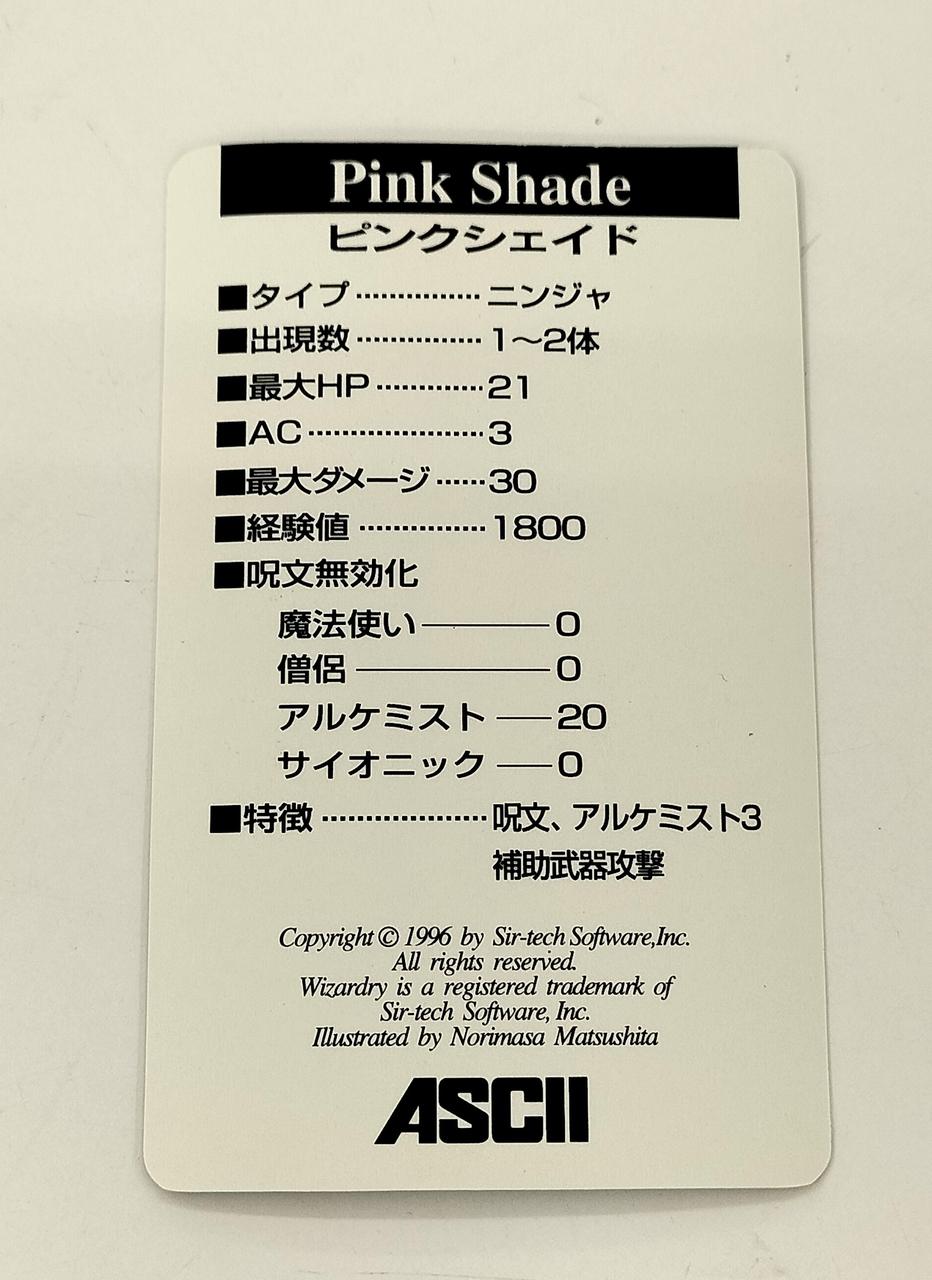 Pink Shade
ピンクシェイド
■タイプ……………ニンジャ
■出現数……………1〜2体
■最大HP…………21
■AC…………………3
■最大ダメージ……30
■経験値……………1800
■呪文無効化
魔法使い————0
僧侶——————0
アルケミスト——20
サイオニック——0
■特徴…………………呪文、アルケミスト3
補助武器攻撃
Copyright © 1996 by Sir-tech Software,Inc.
All rights reserved.
Wizardry is a registered trademark of
Sir-tech Software, Inc.
Illustrated by Norimasa Matsushita
ASCII